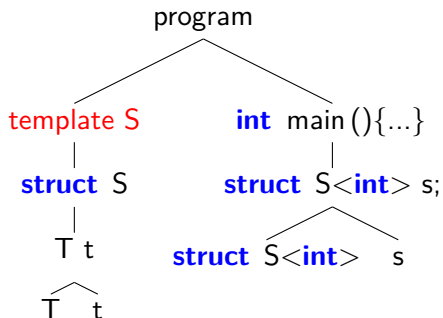 program
template S int main(){...}
struct S struct S<int> s;
T t struct S<int> s
T t